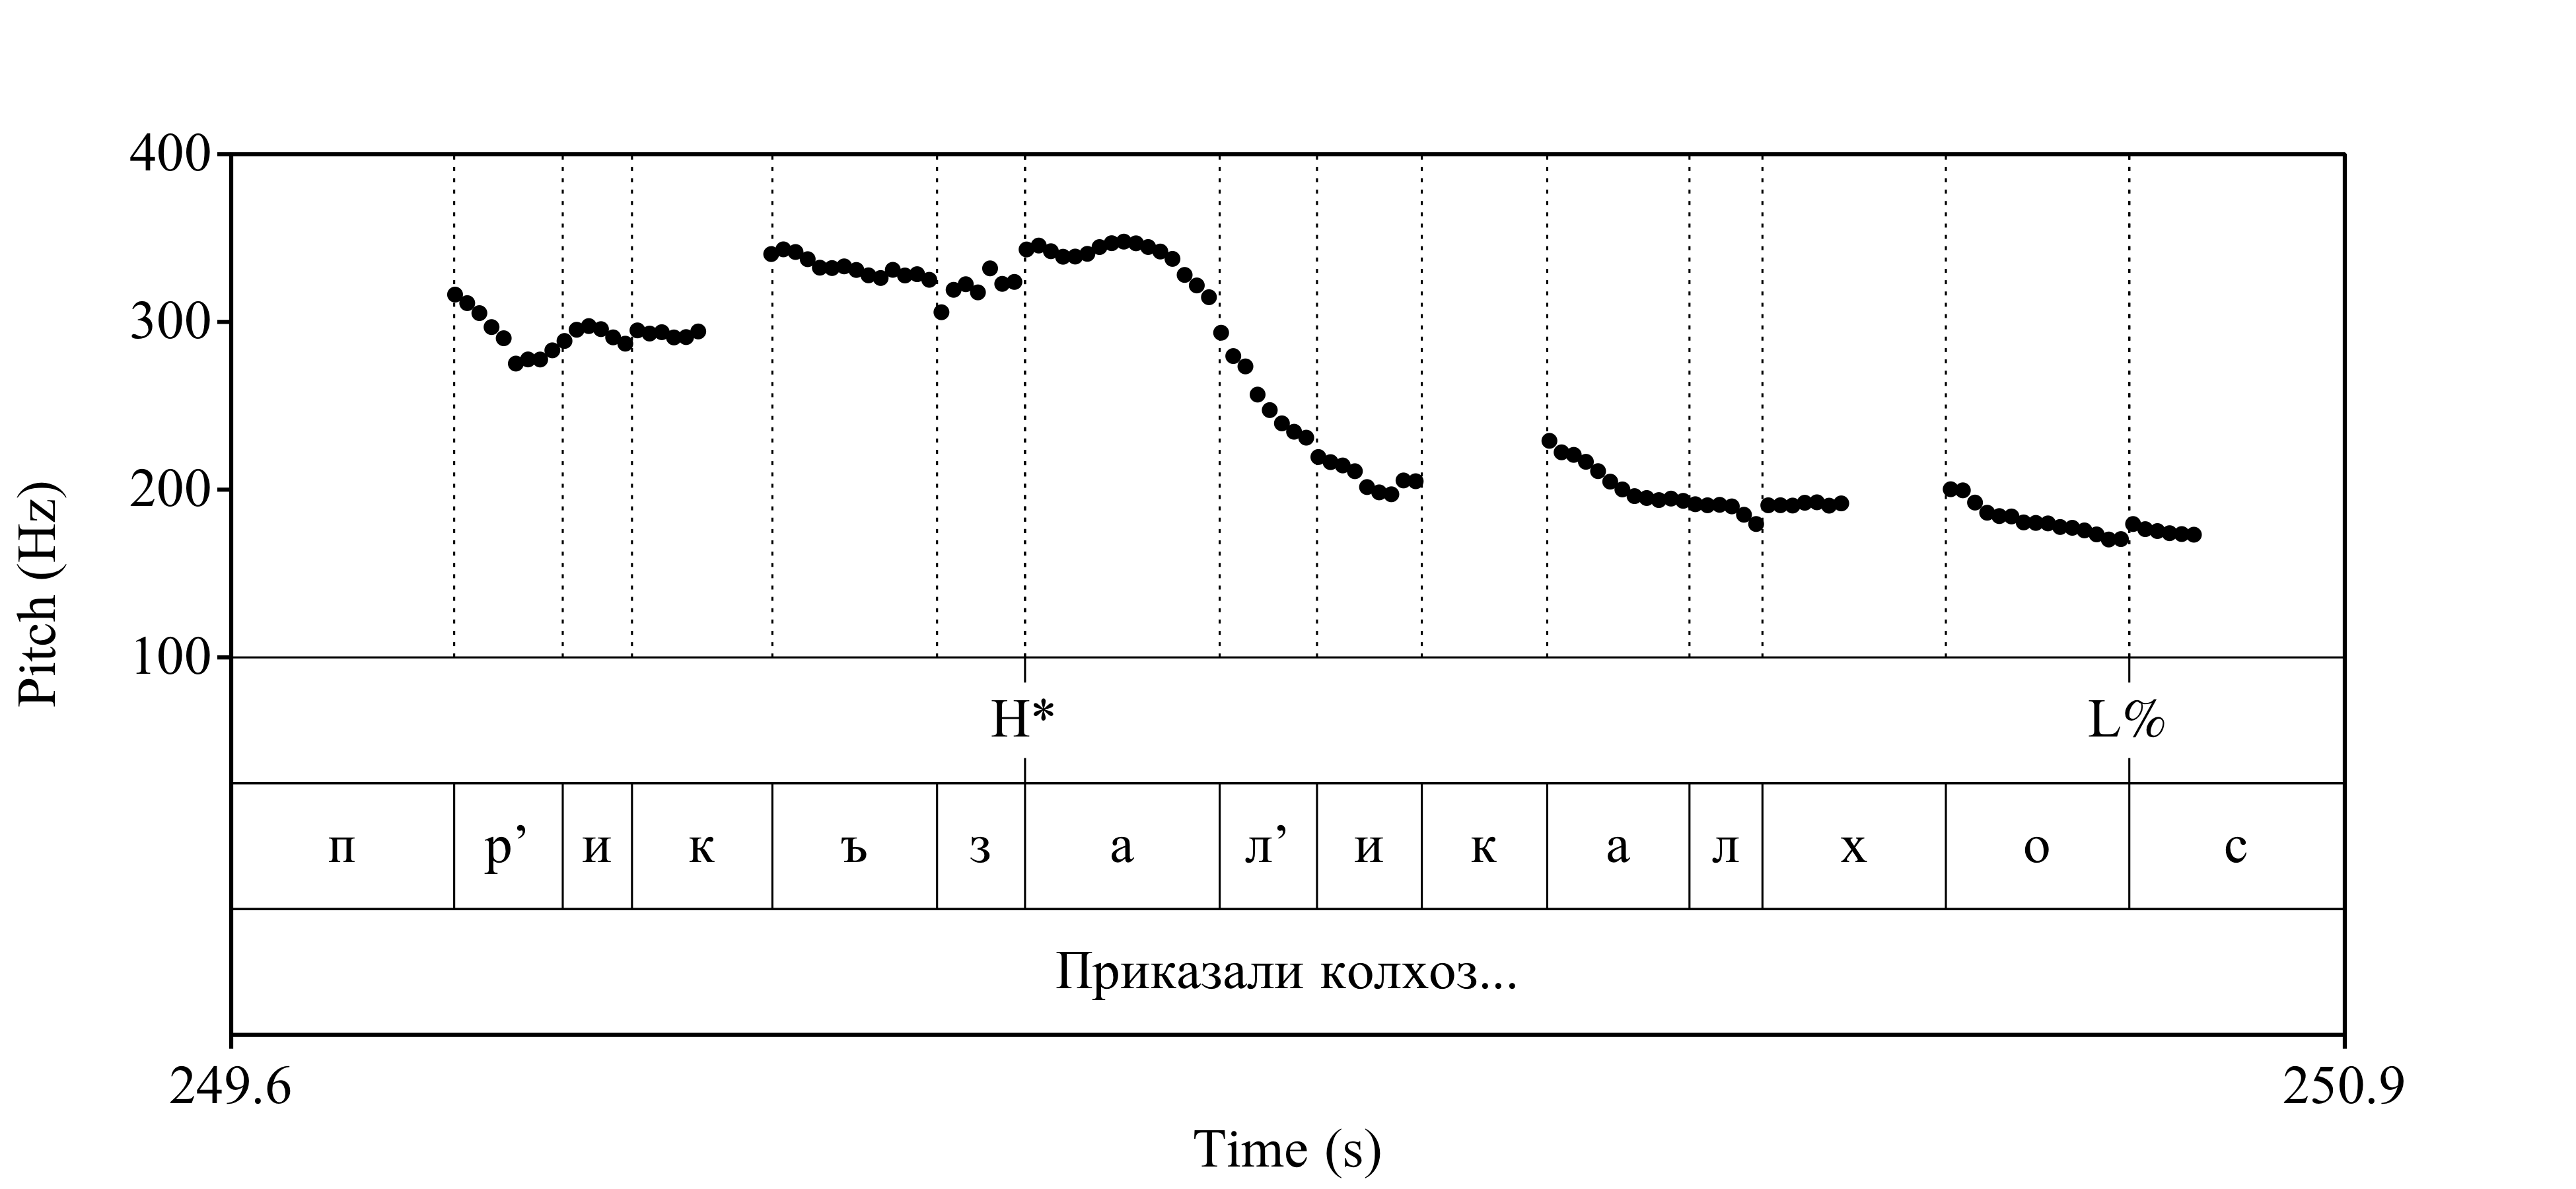 400
300
200
100
Pitch (Hz)
H* L%
п р’ и к ъ з а л’ и к а л х о с
Приказали колхоз...
249.6 250.9
Time (s)